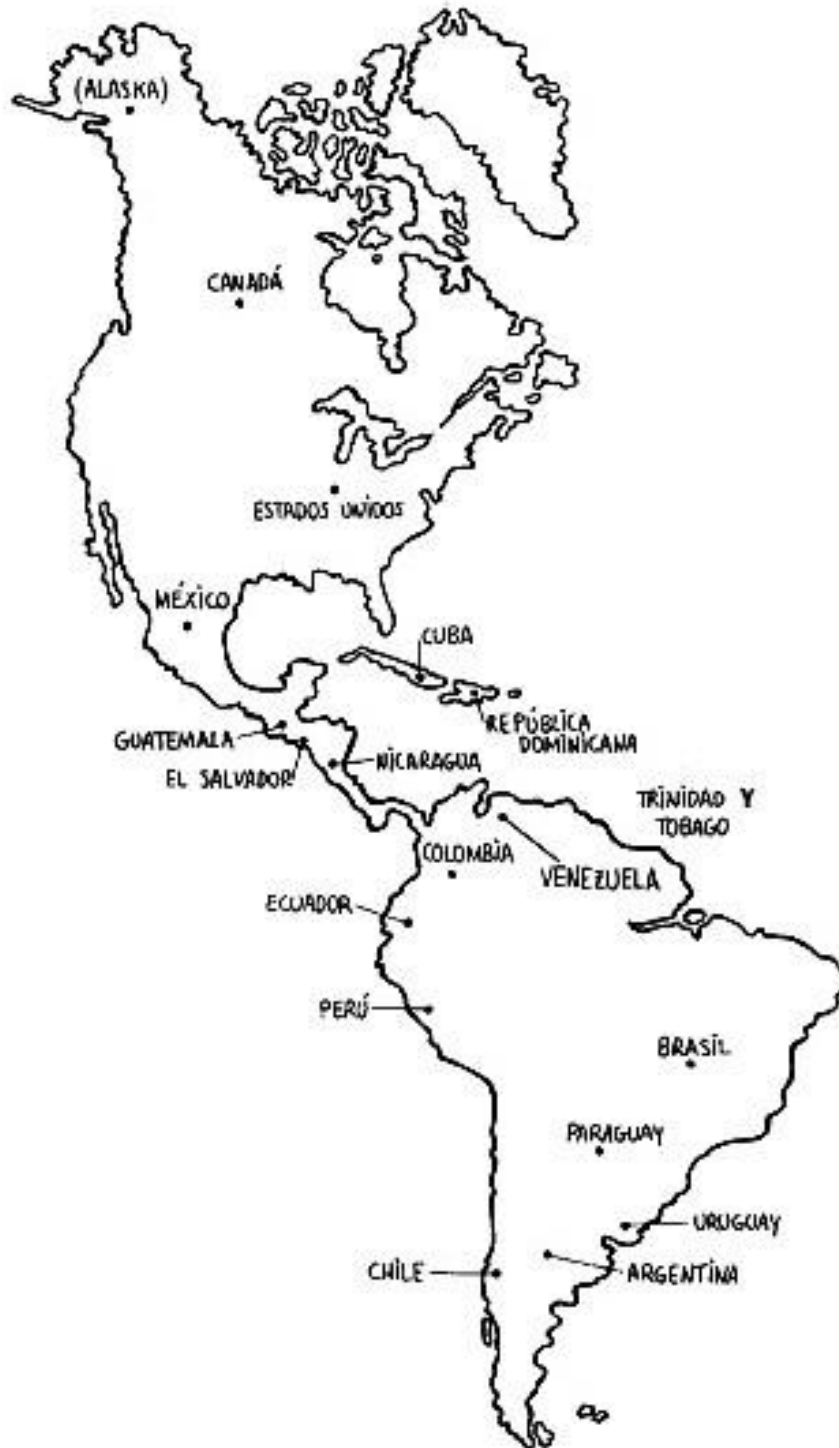 (ALASKA)
CANADÁ
ESTADOS UNIDOS
MÉXICO
CUBA
REPÚBLICA
DOMINICANA
GUATEMALA
EL SALVADOR
NICARAGUA
TRINIDAD Y
TOBAGO
COLOMBIA
VENEZUELA
ECUADOR
PERÚ
BRASIL
PARAGUAY
URUGUAY
CHILE
ARGENTINA